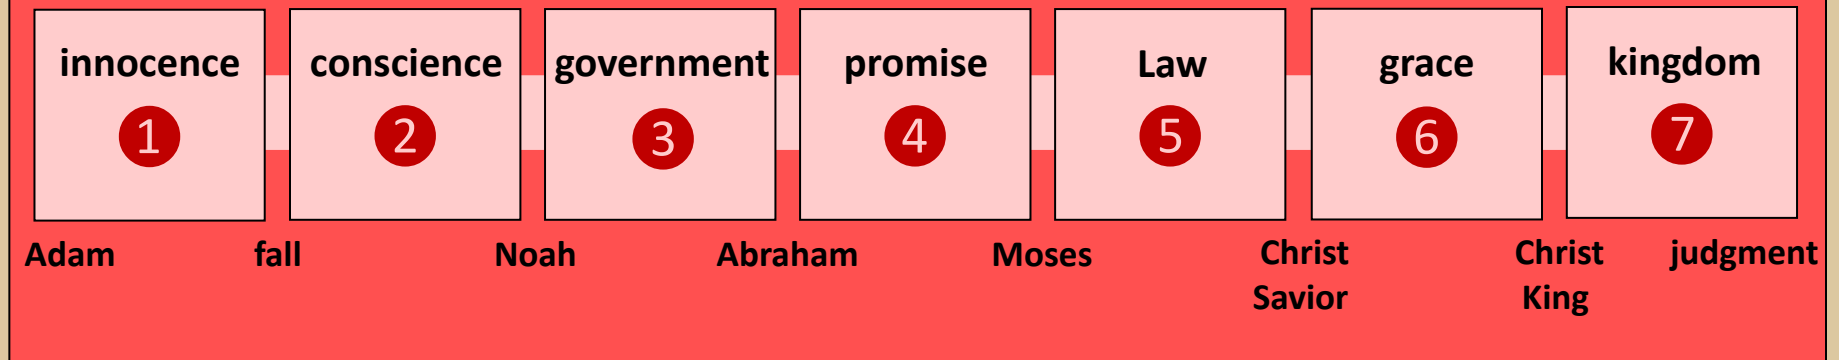 innocence conscience government promise Law grace kingdom
1 2 3 4 5 6 7
Adam fall Noah Abraham Moses Christ Christ judgment
Savior King